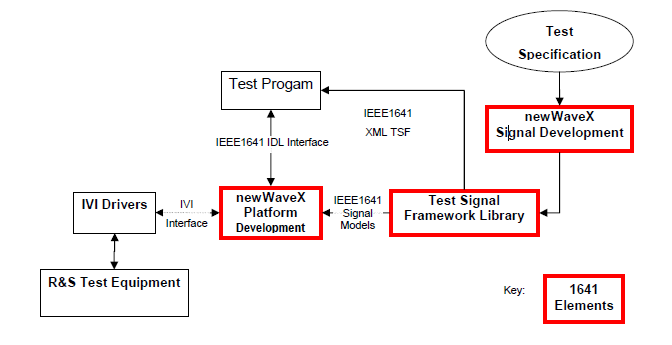 Test
Specification
Test Progam
IEEE1641
XML TSF
newWaveX
Signal Development
IEEE1641 IDL Interface
IVI Drivers
IVI
Interface
newWaveX
Platform
Development
IEEE1641
Signal
Models
Test Signal
Framework Library
R&S Test Equipment
Key:
1641
Elements